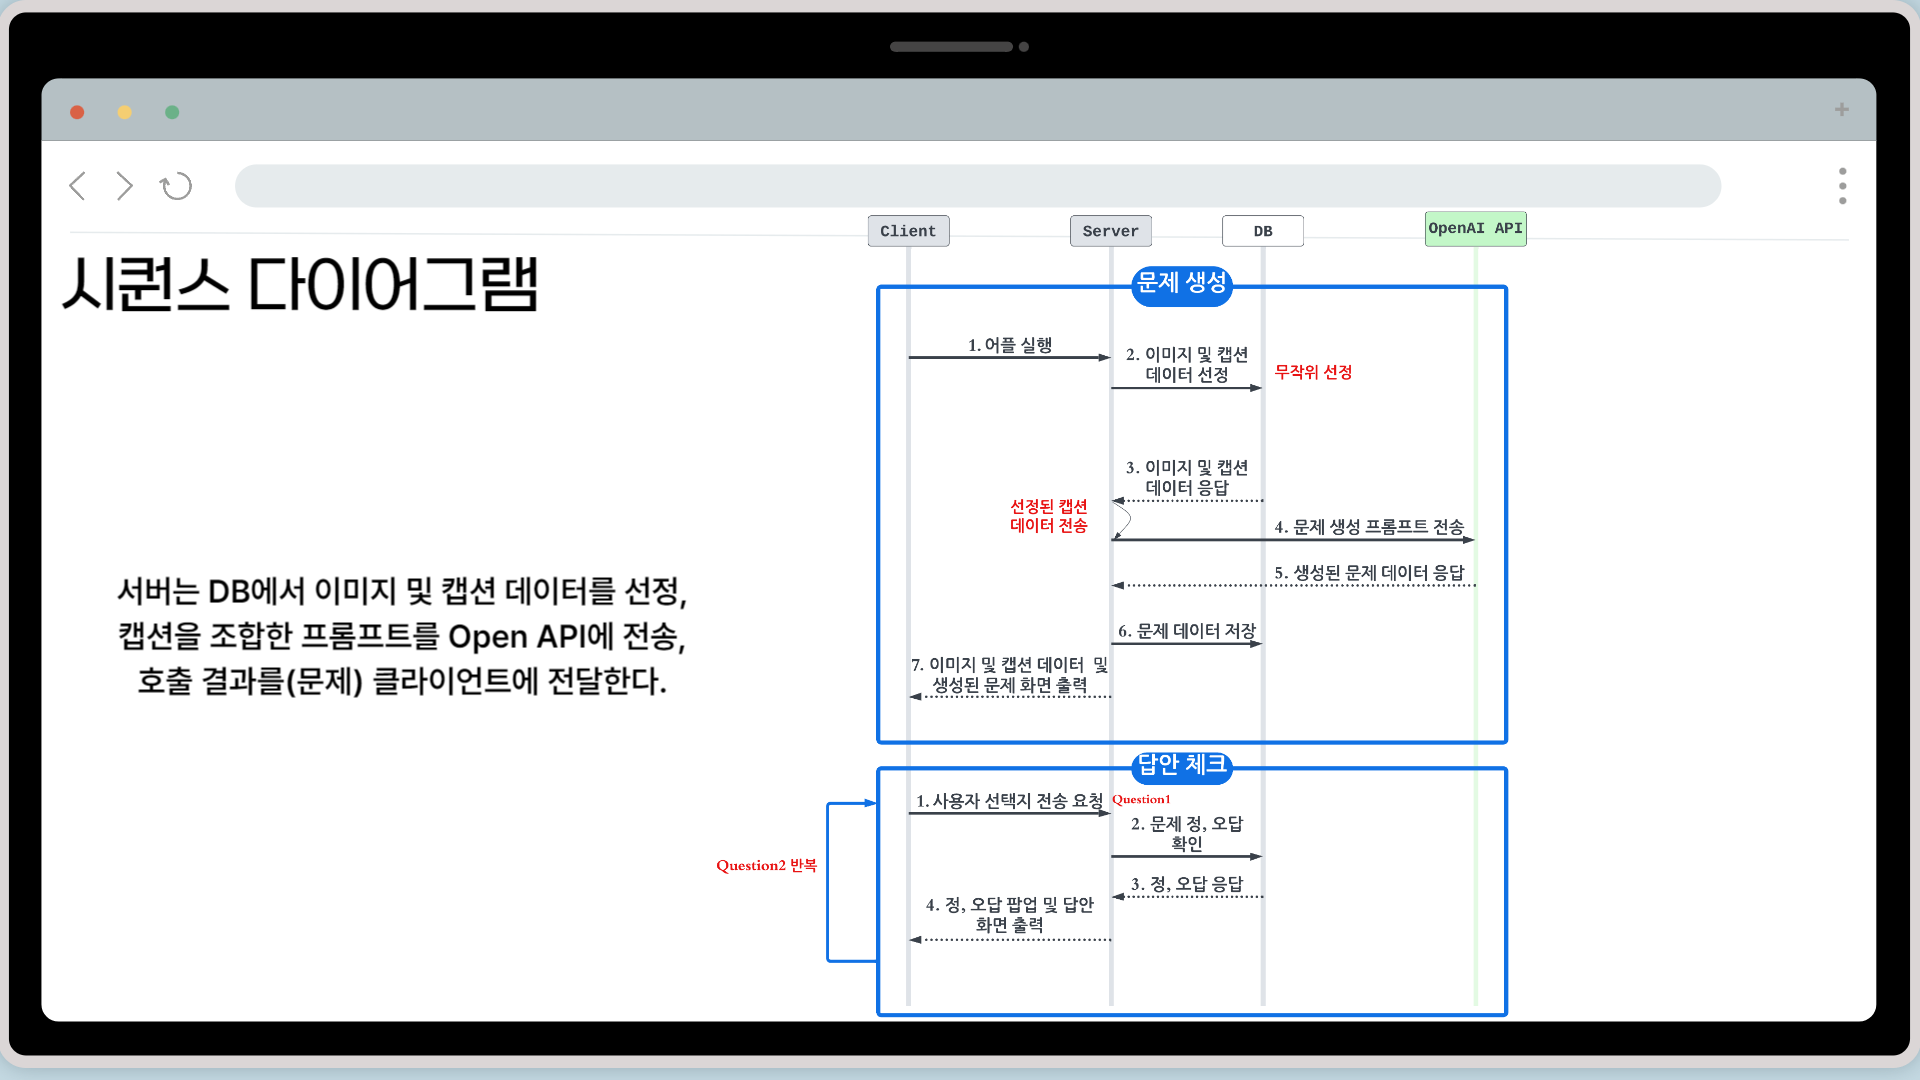 Client
Server
DB
OpenAI API
시퀀스 다이어그램
문제 생성
1. 어플 실행
2. 이미지 및 캡션
데이터 선정
무작위 선정
3. 이미지 및 캡션
데이터 응답
선정된 캡션
데이터 전송
4. 문제 생성 프롬프트 전송
5. 생성된 문제 데이터 응답
6. 문제 데이터 저장
7. 이미지 및 캡션 데이터 및
생성된 문제 화면 출력
서버는 DB에서 이미지 및 캡션 데이터를 선정,
캡션을 조합한 프롬프트를 Open API에 전송,
호출 결과를(문제) 클라이언트에 전달한다.
답안 체크
1. 사용자 선택지 전송 요청
Question1
2. 문제 정, 오답
확인
Question2 반복
3. 정, 오답 응답
4. 정, 오답 팝업 및 답안
화면 출력